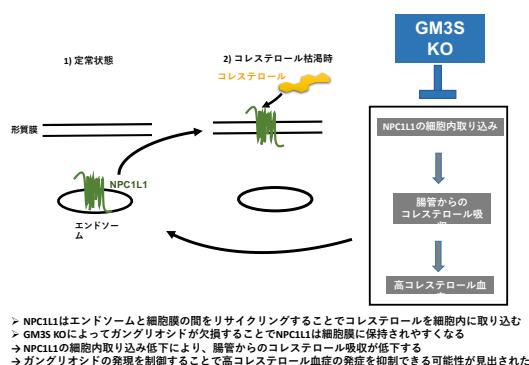 GM3S
KO
1) 定常状態
2) コレステロール枯渇時
コレステロール
形質膜
NPC1L1
エンドソー
ム
NPC1L1の細胞内取り込み
腸管からの
コレステロール吸
収
高コレステロール血
➢ NPC1L1はエンドソームと細胞膜の間をリサイクリングすることでコレステロールを細胞内に取り込む
➢ GM3S KOによってガングリオシドが欠損することでNPC1L1は細胞膜に保持されやすくなる
→ NPC1L1の細胞内取り込み低下により、腸管からのコレステロール吸収が低下する
→ ガングリオシドの発現を制御することで高コレステロール血症の発症を抑制できる可能性が見出された